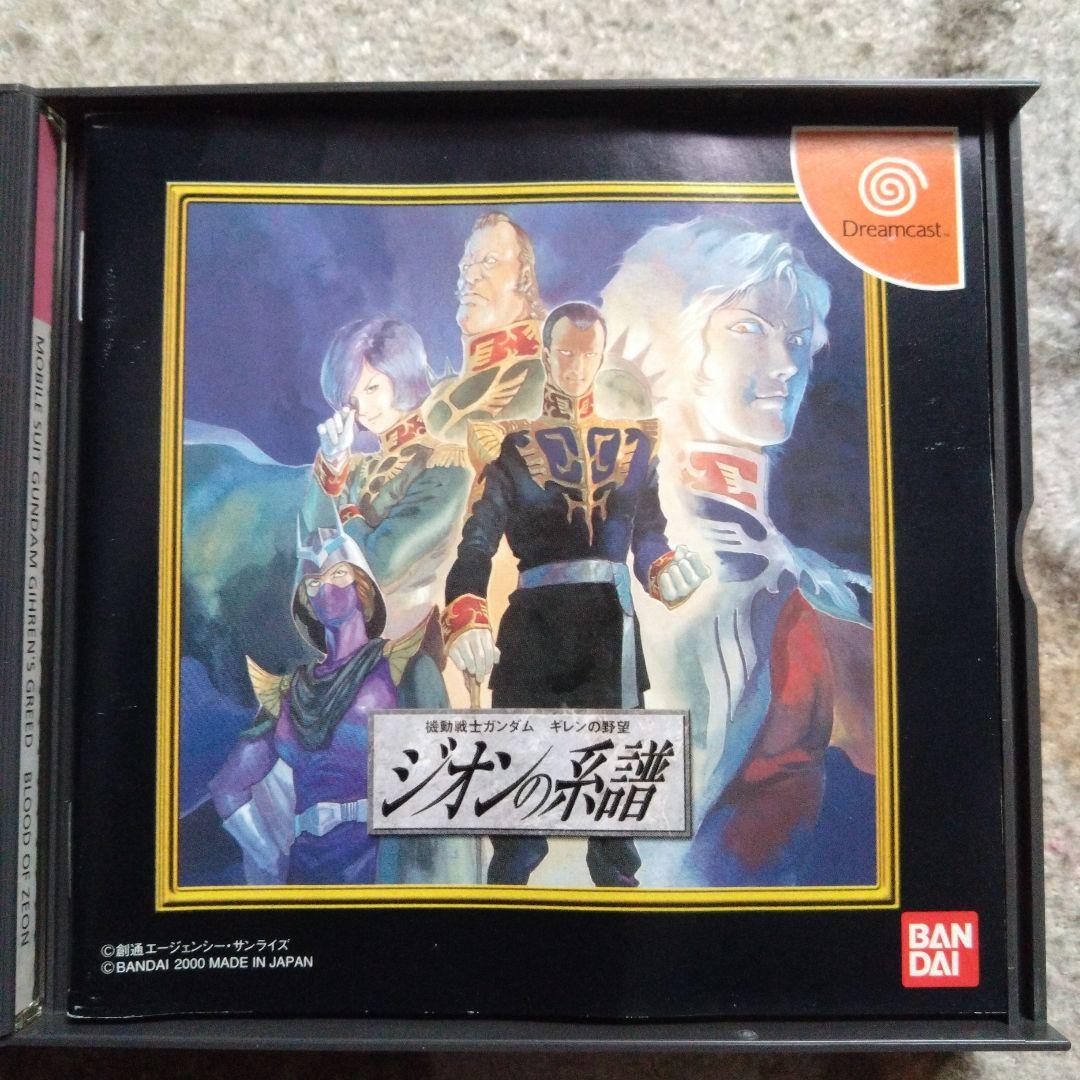 Dreamcast™
MOBILE SUIT GUNDAM GIHREN'S GREED BLOOD OF ZEON
機動戦士ガンダム ギレンの野望
ジオンの系譜
©創通エージェンシー・サンライズ
©BANDAI 2000 MADE IN JAPAN
BAN
DAI